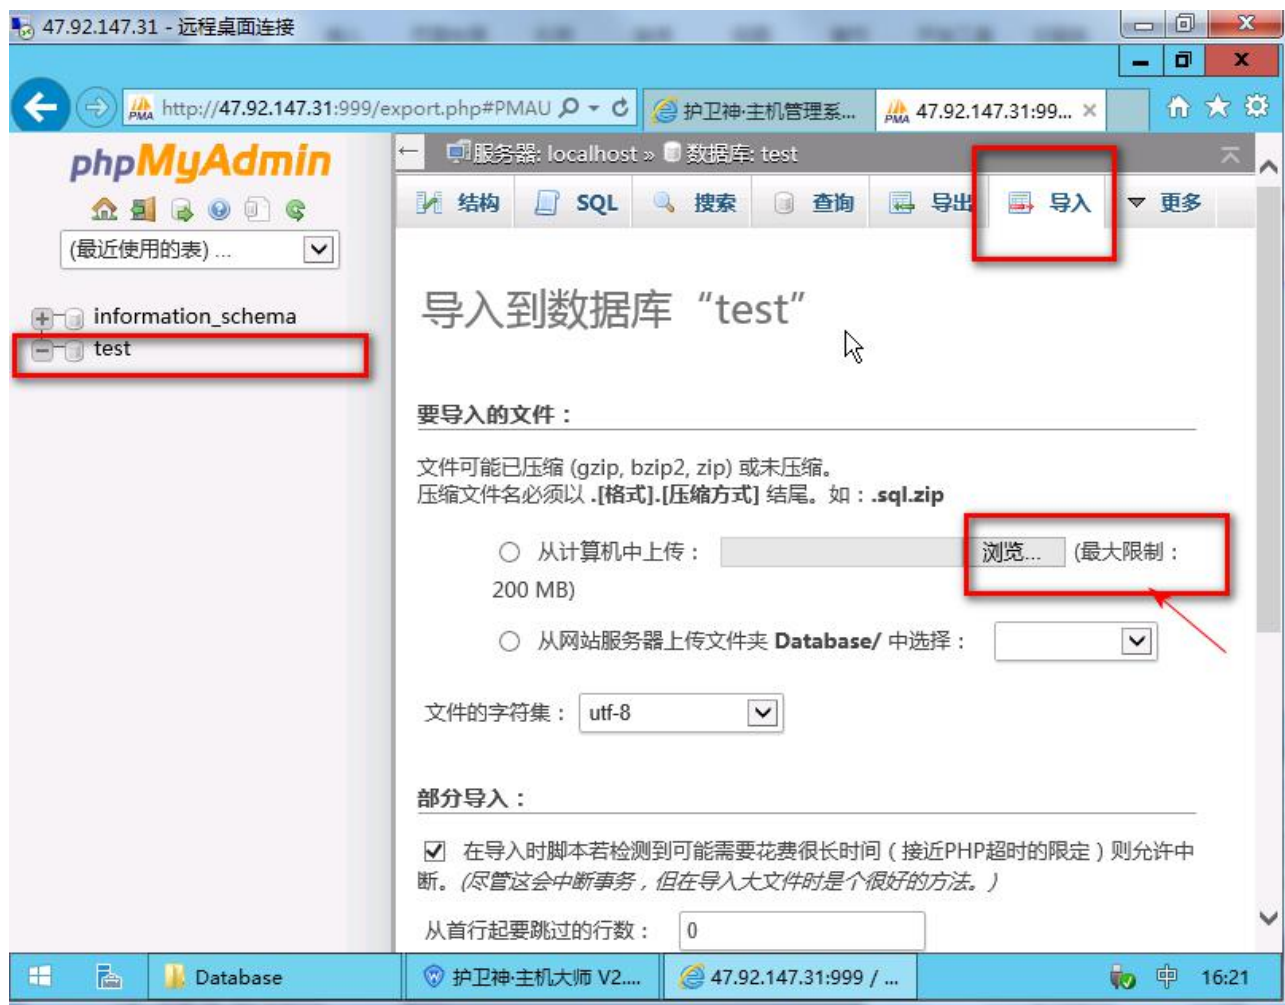 47.92.147.31 - 远程桌面连接
http://47.92.147.31:999/export.php#PMAU
护卫神·主机管理系...
PMA 47.92.147.31:99...
phpMyAdmin
(最近使用的表) ...
information_schema
test
服务器: localhost » 数据库: test
结构 SQL 搜索 查询 导出 导入 更多
导入到数据库“test”
要导入的文件：
文件可能已压缩 (gzip, bzip2, zip) 或未压缩。
压缩文件名必须以 .[格式].[压缩方式] 结尾。如：.sql.zip
从计算机中上传： 浏览... (最大限制：
200 MB)
从网站服务器上传文件夹 Database/ 中选择：
文件的字符集： utf-8
部分导入：
在导入时脚本若检测到可能需要花费很长时间（接近PHP超时的限定）则允许中
断。(尽管这会中断事务，但在导入大文件时是个很好的方法。)
从首行起要跳过的行数： 0
Database
护卫神·主机大师 V2....
47.92.147.31:999 / ...
中
16:21